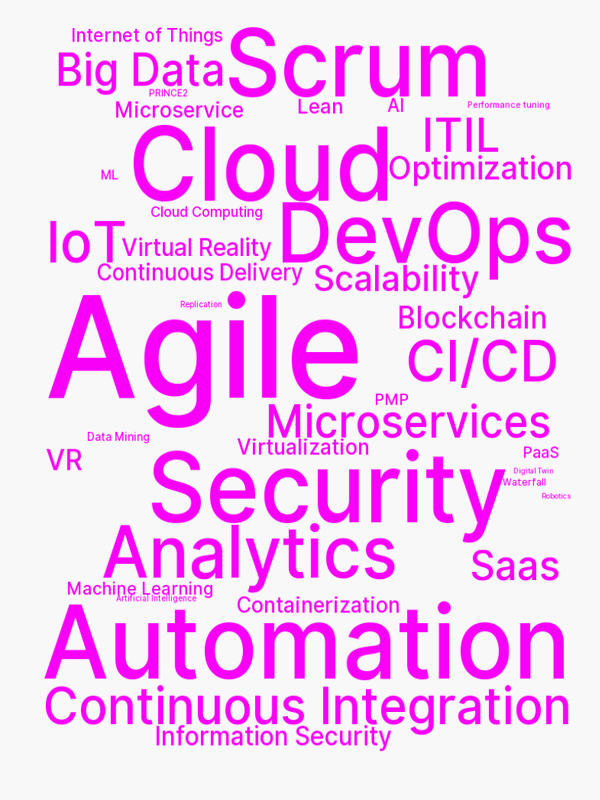 Internet of Things
Scrum
Big Data
PRINCE2
Microservice
Lean
AI
Performance tuning
ITIL
Cloud
Optimization
ML
Cloud Computing
DevOps
IoT
Virtual Reality
Continuous Delivery
Scalability
Replication
Agile
Blockchain
CI/CD
PMP
Microservices
Data Mining
Virtualization
VR
PaaS
Security
Digital Twin
Waterfall
Robotics
Analytics
Saas
Machine Learning
Artificial Intelligence
Containerization
Automation
Continuous Integration
Information Security